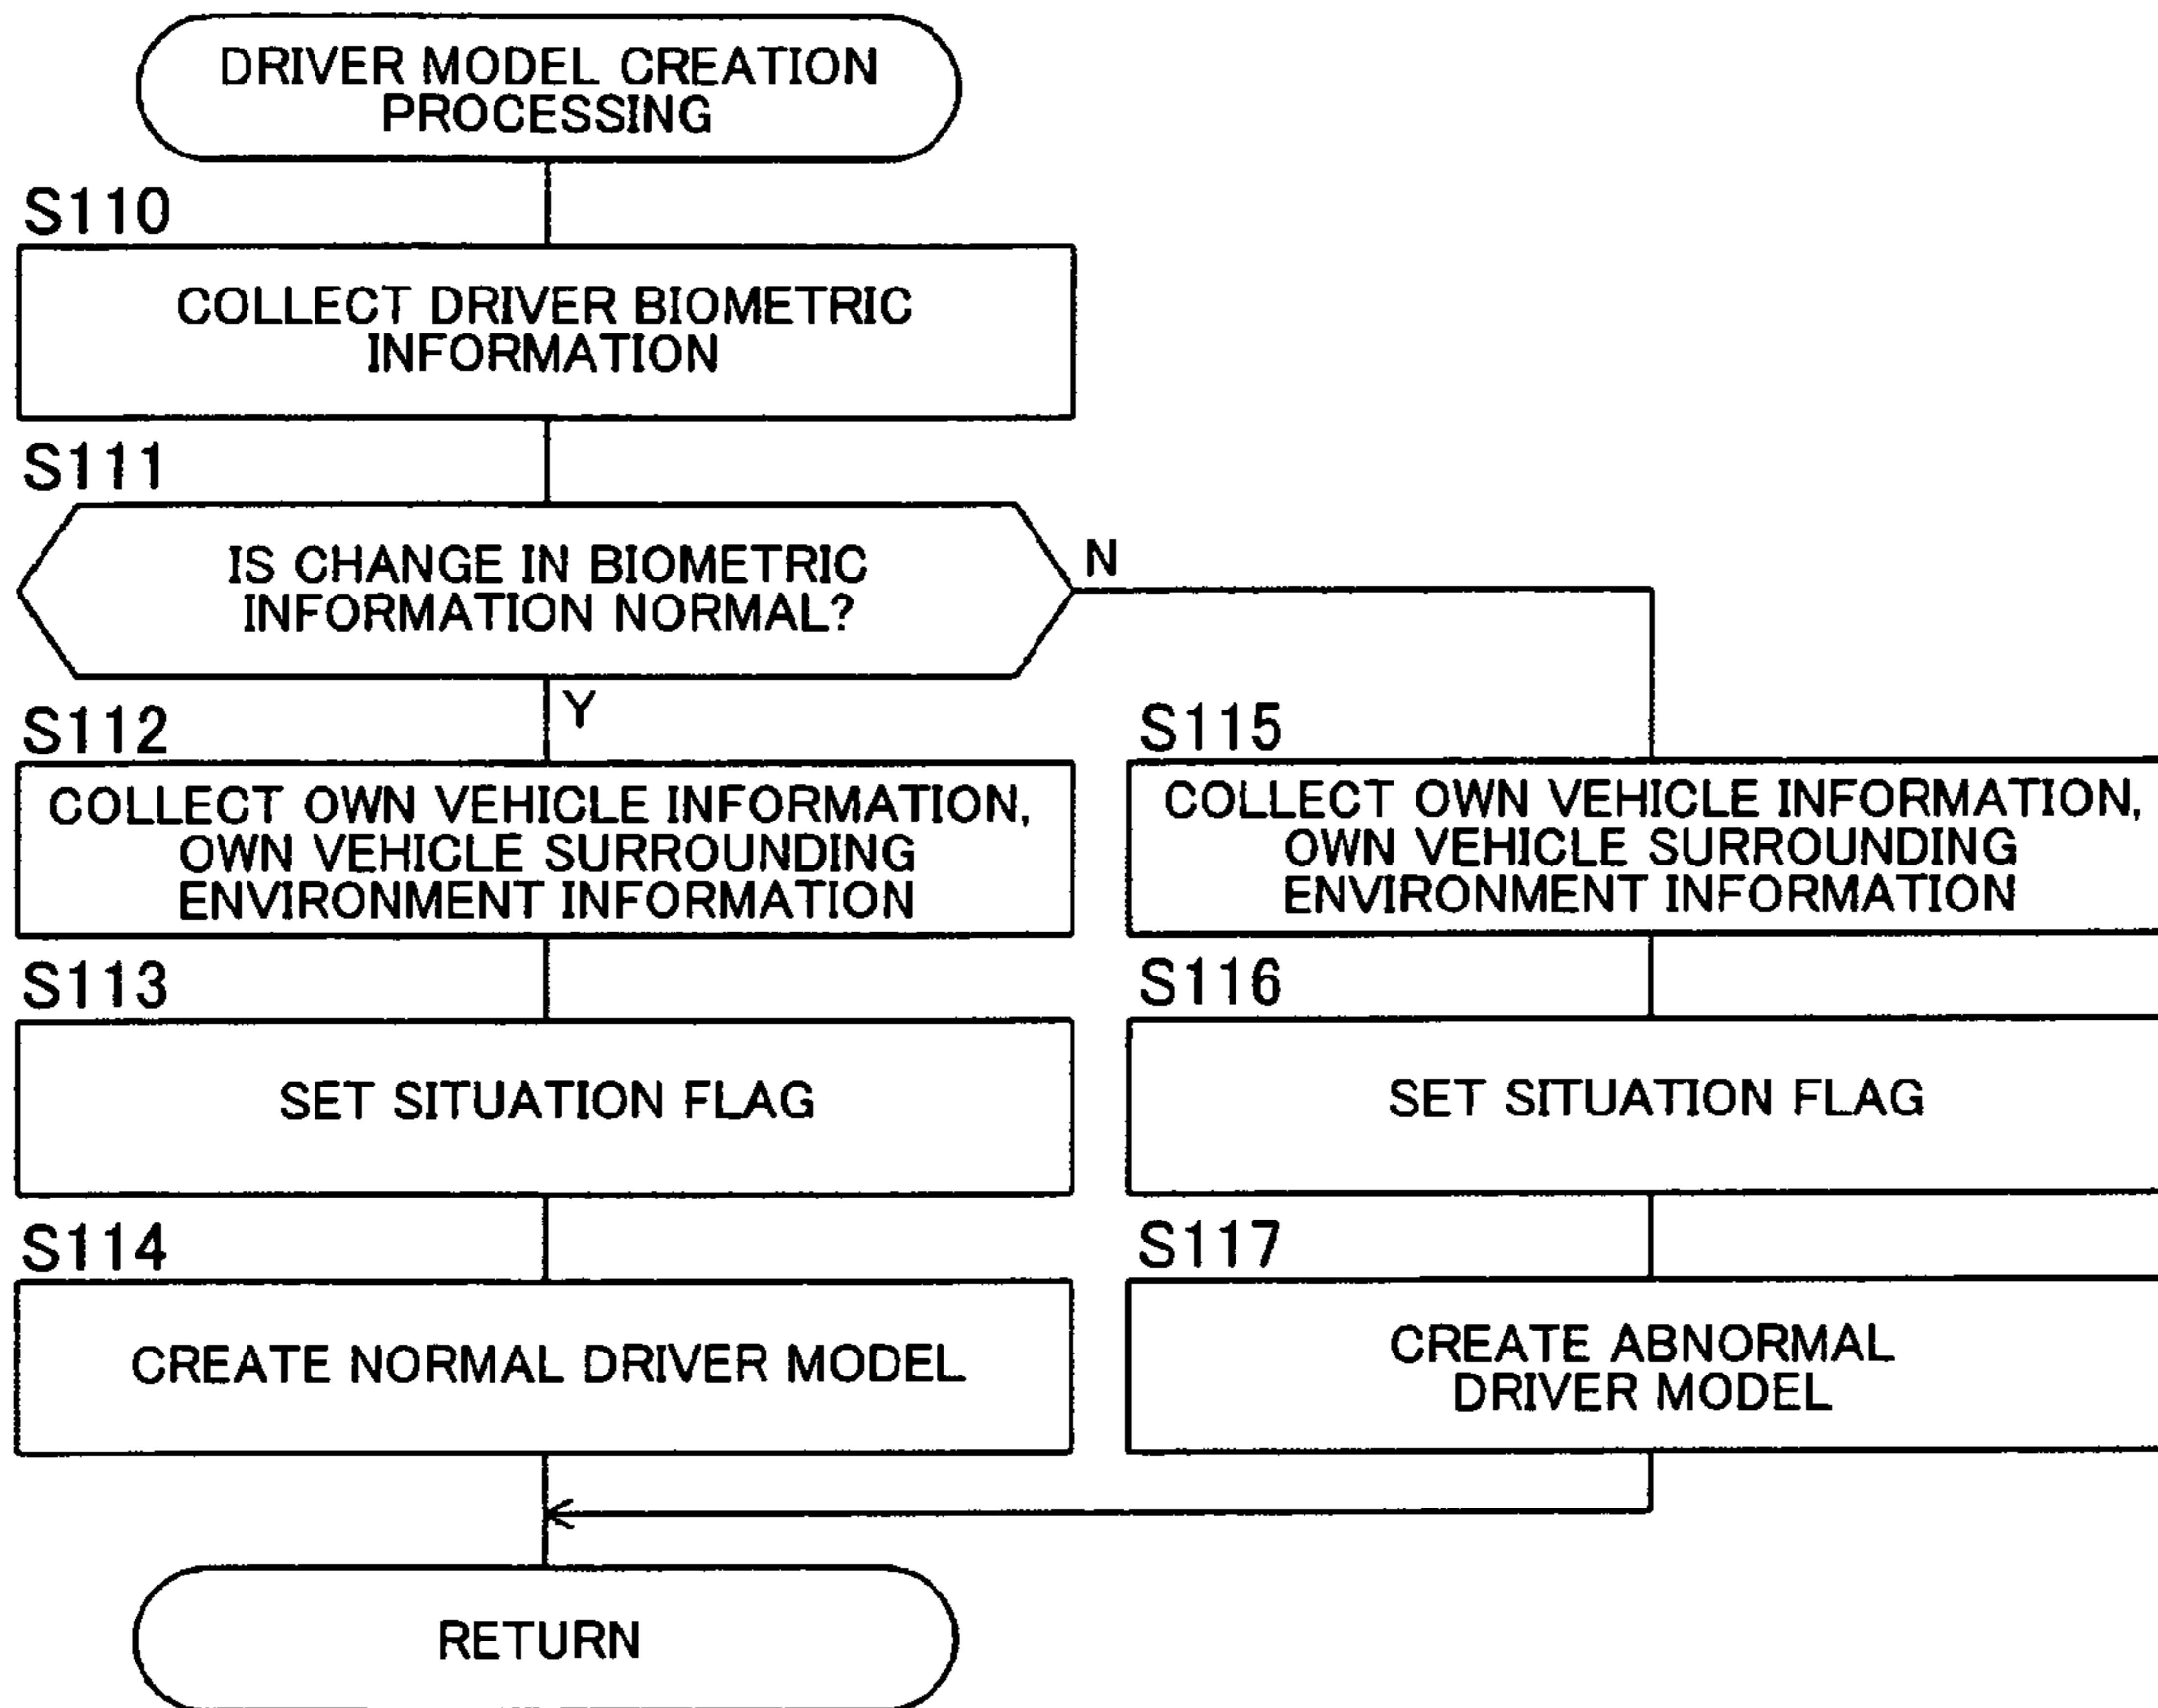 DRIVER MODEL CREATION
PROCESSING
S110
COLLECT DRIVER BIOMETRIC
INFORMATION
S111
IS CHANGE IN BIOMETRIC
INFORMATION NORMAL?
N
Y
S112
COLLECT OWN VEHICLE INFORMATION,
OWN VEHICLE SURROUNDING
ENVIRONMENT INFORMATION
S113
SET SITUATION FLAG
S114
CREATE NORMAL DRIVER MODEL
S115
COLLECT OWN VEHICLE INFORMATION,
OWN VEHICLE SURROUNDING
ENVIRONMENT INFORMATION
S116
SET SITUATION FLAG
S117
CREATE ABNORMAL
DRIVER MODEL
RETURN